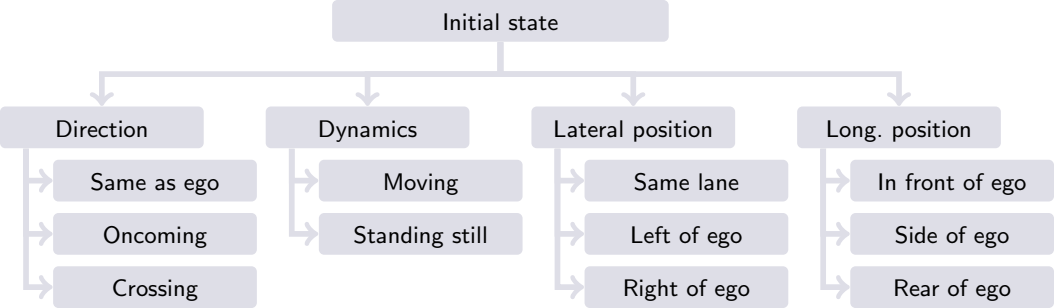 Initial state
Direction
Same as ego
Oncoming
Crossing
Dynamics
Moving
Standing still
Lateral position
Same lane
Left of ego
Right of ego
Long. position
In front of ego
Side of ego
Rear of ego